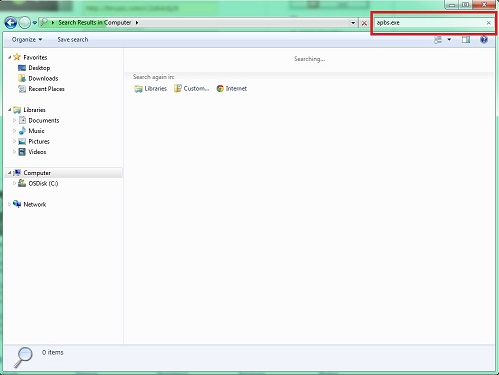 Search Results in Computer
apbs.exe
Organize
Save search
Searching...
Favorites
Desktop
Downloads
Recent Places
Search again in:
Libraries
Custom...
Internet
Libraries
Documents
Music
Pictures
Videos
Computer
OSDisk (C:)
Network
0 items